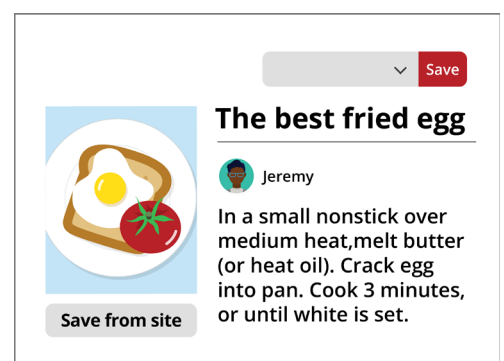 Save
The best fried egg
Jeremy
In a small nonstick over
medium heat,melt butter
(or heat oil). Crack egg
into pan. Cook 3 minutes,
or until white is set.
Save from site